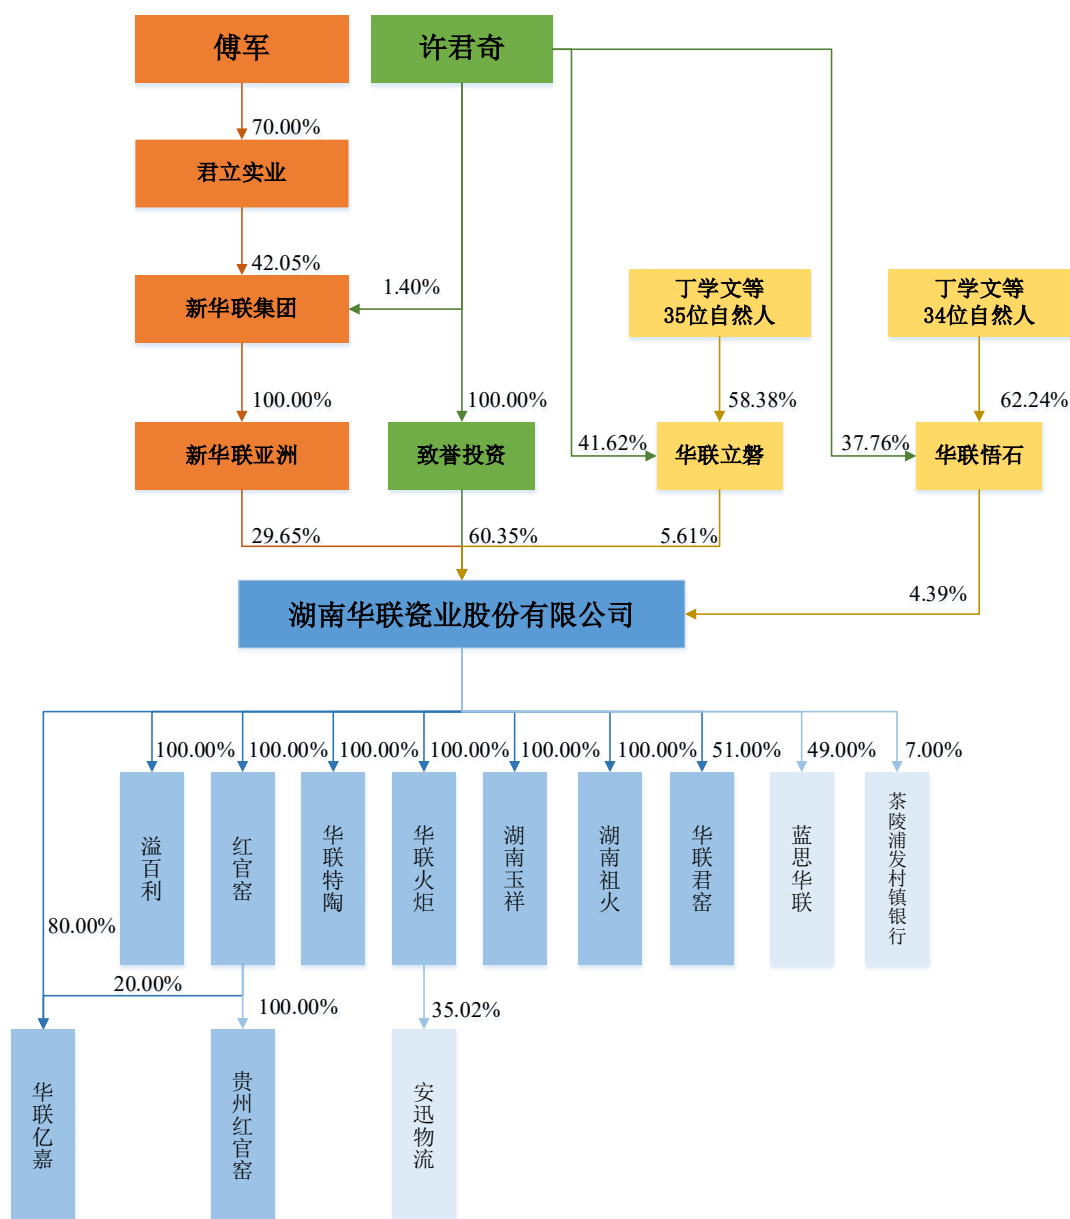 傅军
许君奇
70.00%
君立实业
42.05%
1.40%
新华联集团
丁学文等
35位自然人
丁学文等
34位自然人
100.00%
100.00%
58.38%
62.24%
新华联亚洲
致誉投资
41.62%
华联立磐
37.76%
华联悟石
29.65%
60.35%
5.61%
4.39%
湖南华联瓷业股份有限公司
100.00%
100.00%
100.00%
100.00%
100.00%
100.00%
51.00%
49.00%
7.00%
溢百利
红官窑
华联特陶
华联火炬
湖南玉祥
湖南祖火
华联君窑
蓝思华联
茶陵浦发村镇银行
80.00%
20.00%
100.00%
35.02%
华联亿嘉
贵州红官窑
安迅物流